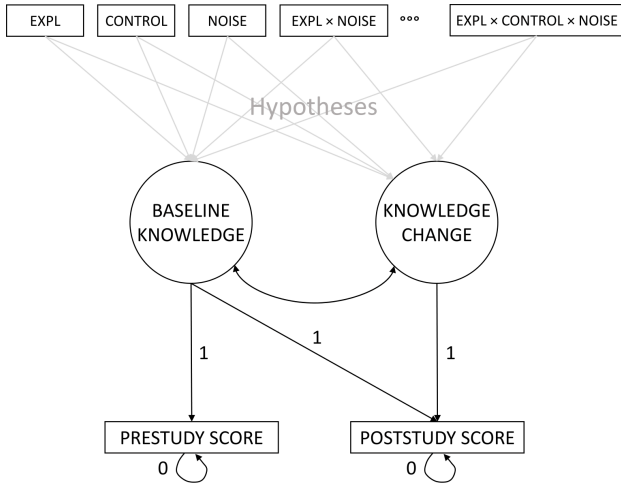 EXPL
CONTROL
NOISE
EXPL × NOISE
°°°
EXPL × CONTROL × NOISE
Hypotheses
BASELINE
KNOWLEDGE
KNOWLEDGE
CHANGE
1
1
1
PRESTUDY SCORE
POSTSTUDY SCORE
0
0